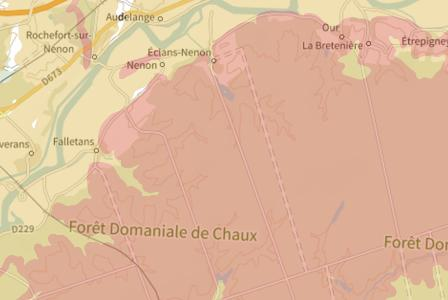 Audelange
Rochefort-sur-
Nenon
Our
La Bretenière
Étrepigney
Éclans-Nenon
Nenon
D673
Falletans
verans
D229
Forêt Domaniale de Chaux
Forêt Dom